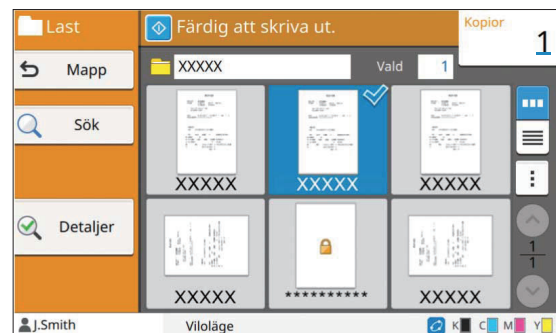 Last
Färdig att skriva ut.
Kopior
1
Mapp
XXXXX
Vald
1
Sök
XXXXX
XXXXX
XXXXX
Detaljer
XXXXX
**********
XXXXX
1
1
J.Smith
Viloläge
K
C
M
Y